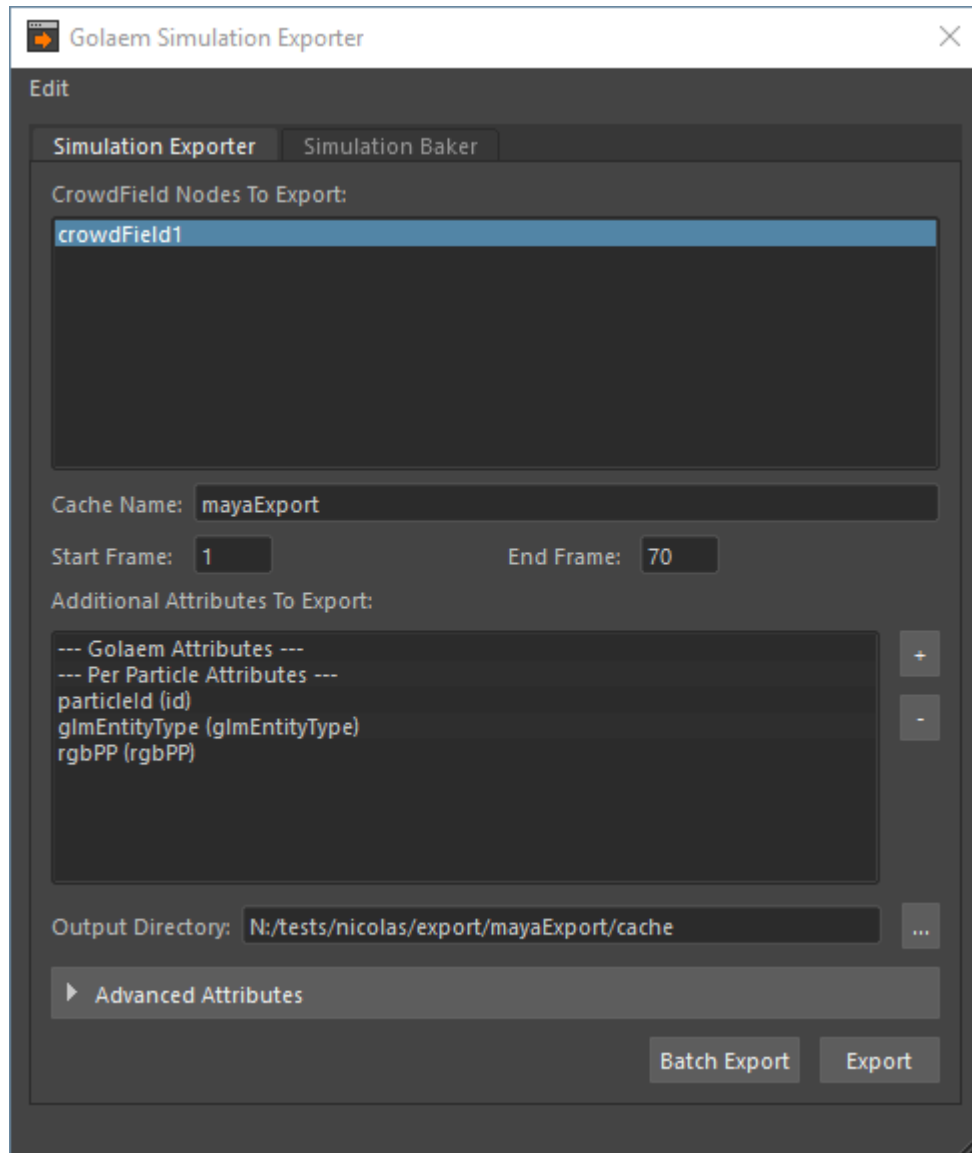 Golaem Simulation Exporter
Edit
Simulation Exporter Simulation Baker
CrowdField Nodes To Export:
crowdField1
Cache Name: mayaExport
Start Frame: 1 End Frame: 70
Additional Attributes To Export:
--- Golaem Attributes ---
--- Per Particle Attributes ---
particleId (id)
glmEntityType (glmEntityType)
rgbPP (rgbPP)
+
-
Output Directory: N:/tests/nicolas/export/mayaExport/cache ...
Advanced Attributes
Batch Export Export